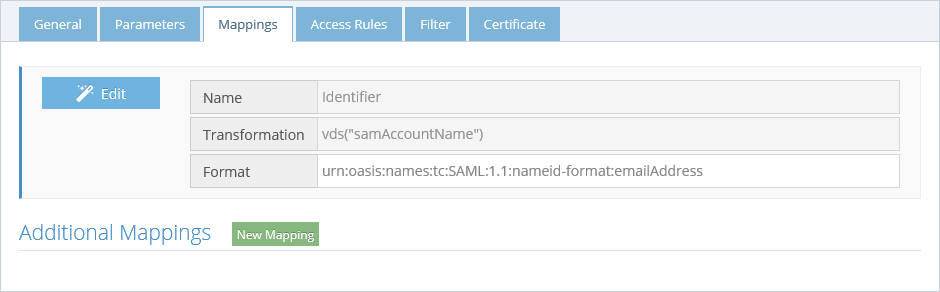 General Parameters Mappings Access Rules Filter Certificate
Edit
Name Identifier
Transformation vds("samAccountName")
Format urn:oasis:names:tc:SAML:1.1:nameid-format:emailAddress
Additional Mappings New Mapping